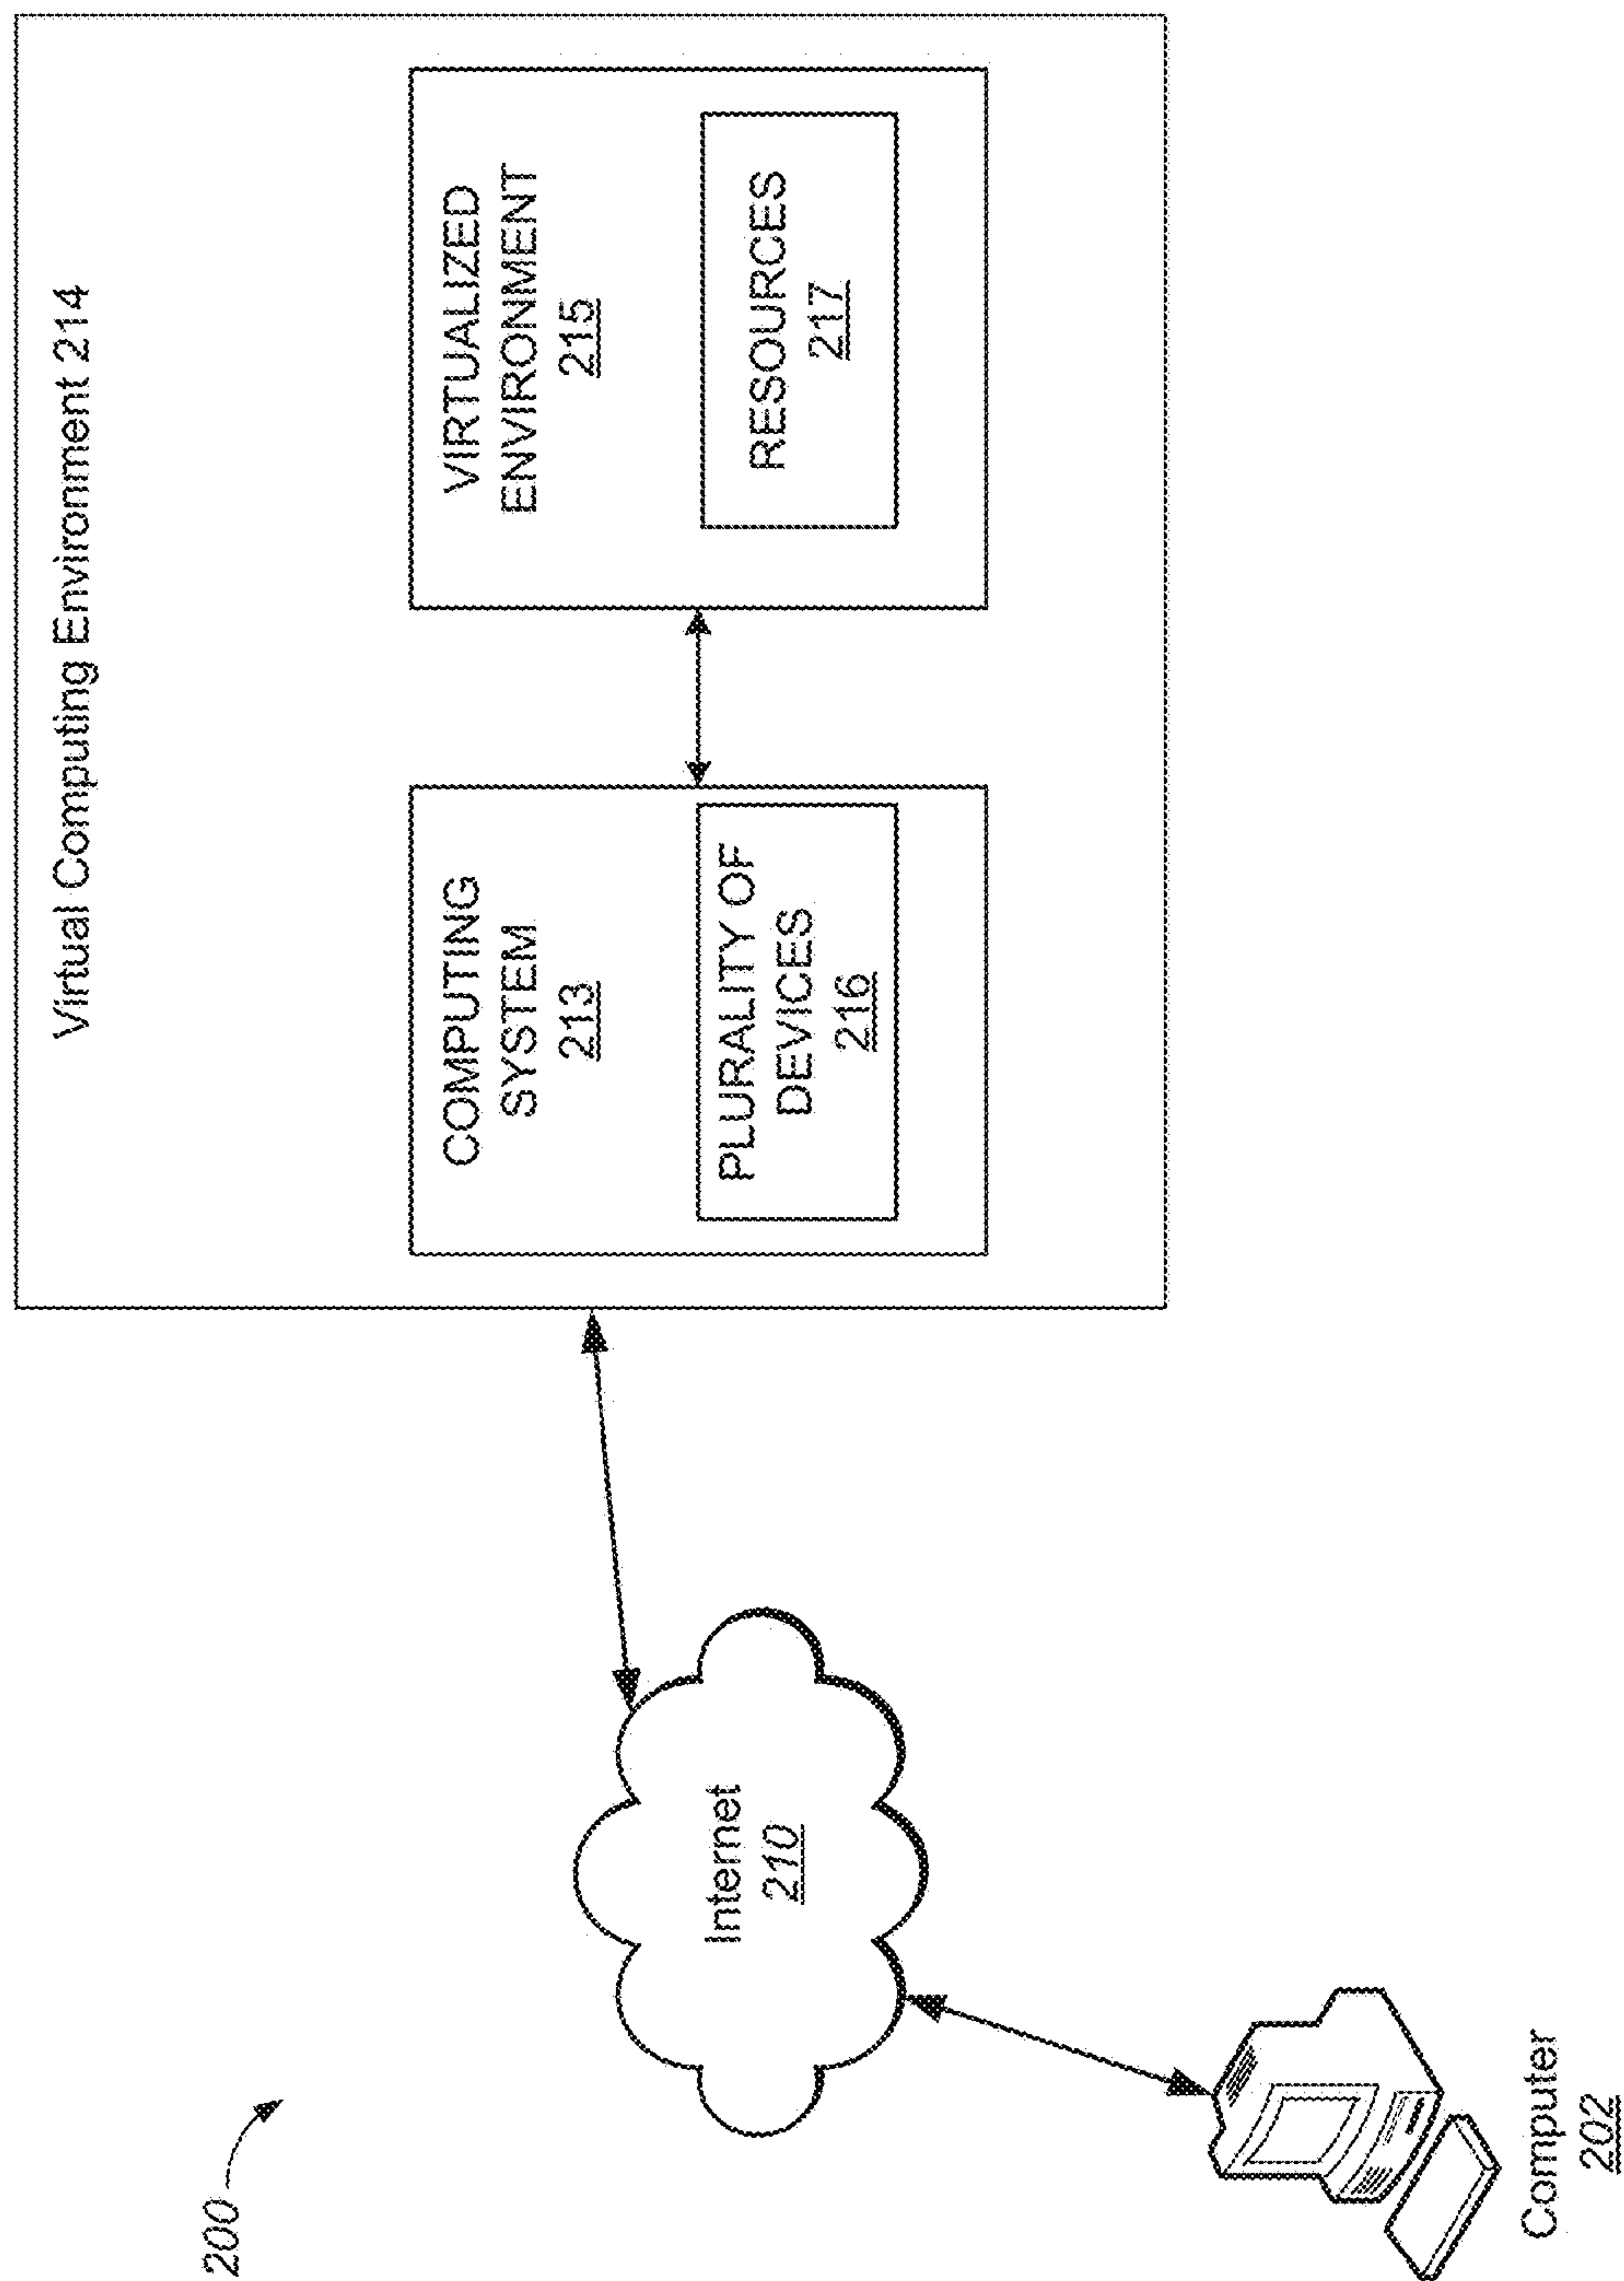 200
Virtual Computing Environment 214
COMPUTING
SYSTEM
213
PLURALITY OF
DEVICES
216
VIRTUALIZED
ENVIRONMENT
215
RESOURCES
217
Internet
210
Computer
202